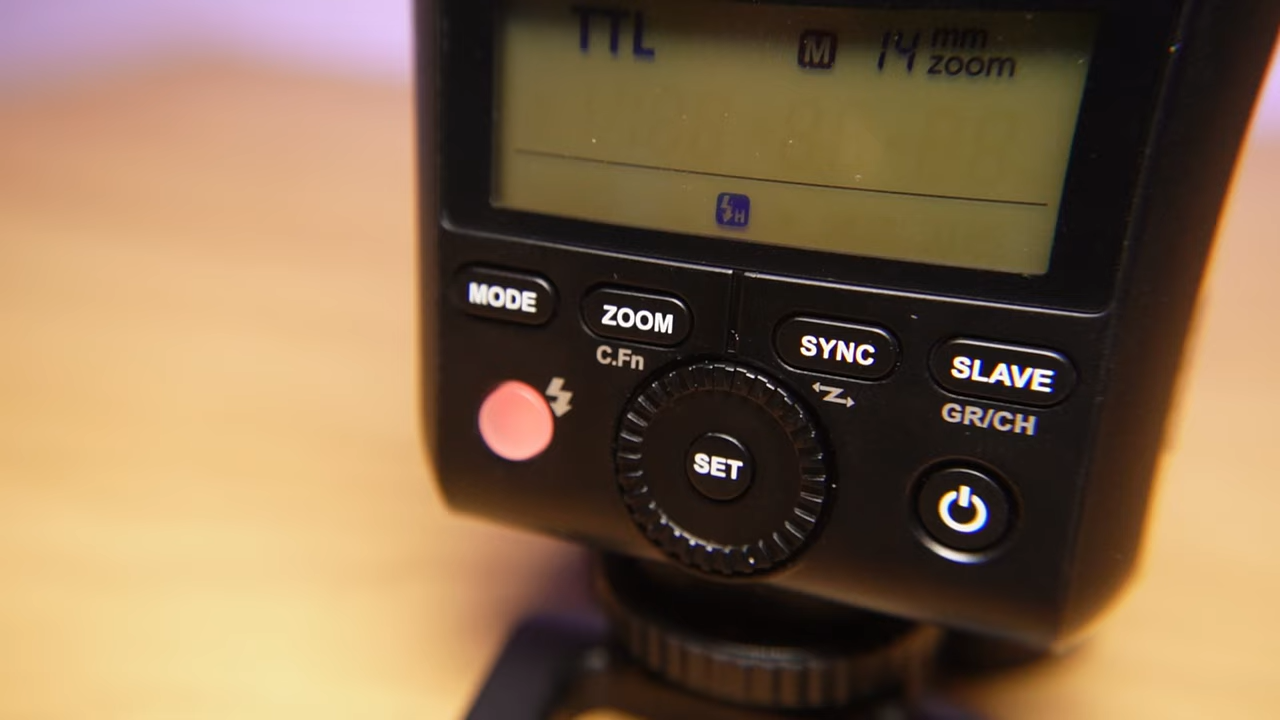 TTL M 14 mm zoom
H
MODE ZOOM SYNC SLAVE
C.Fn GR/CH
SET